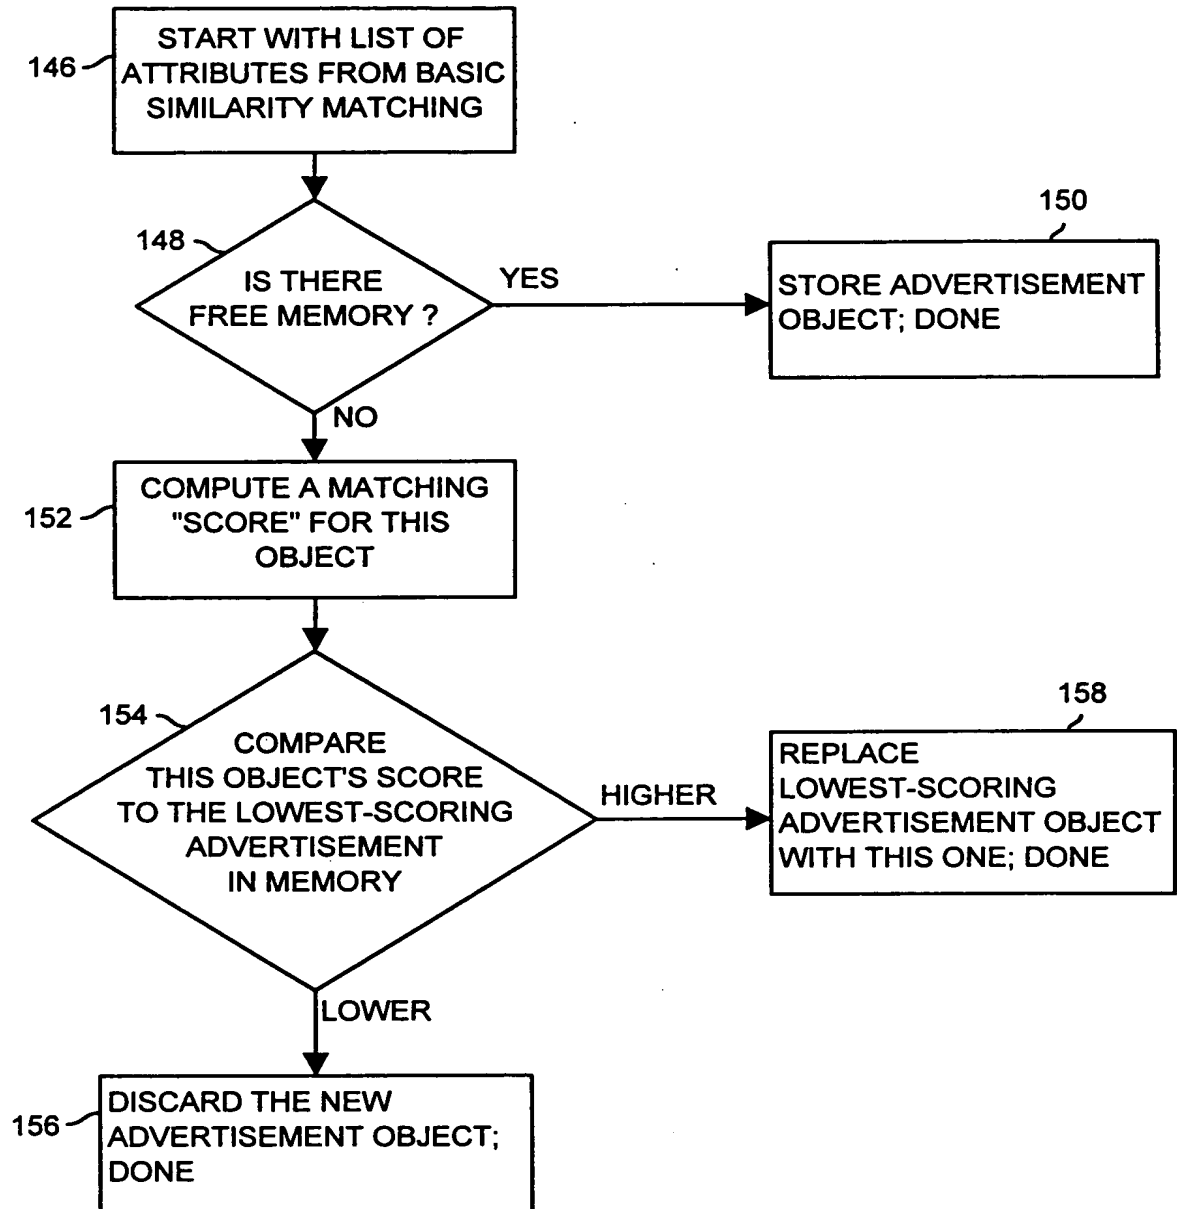 START WITH LIST OF
146
ATTRIBUTES FROM BASIC
SIMILARITY MATCHING
148
IS THERE
FREE MEMORY ?
YES
150
STORE ADVERTISEMENT
OBJECT; DONE
NO
152
COMPUTE A MATCHING
"SCORE" FOR THIS
OBJECT
154
COMPARE
THIS OBJECT'S SCORE
TO THE LOWEST-SCORING
ADVERTISEMENT
IN MEMORY
HIGHER
158
REPLACE
LOWEST-SCORING
ADVERTISEMENT OBJECT
WITH THIS ONE; DONE
LOWER
156
DISCARD THE NEW
ADVERTISEMENT OBJECT;
DONE